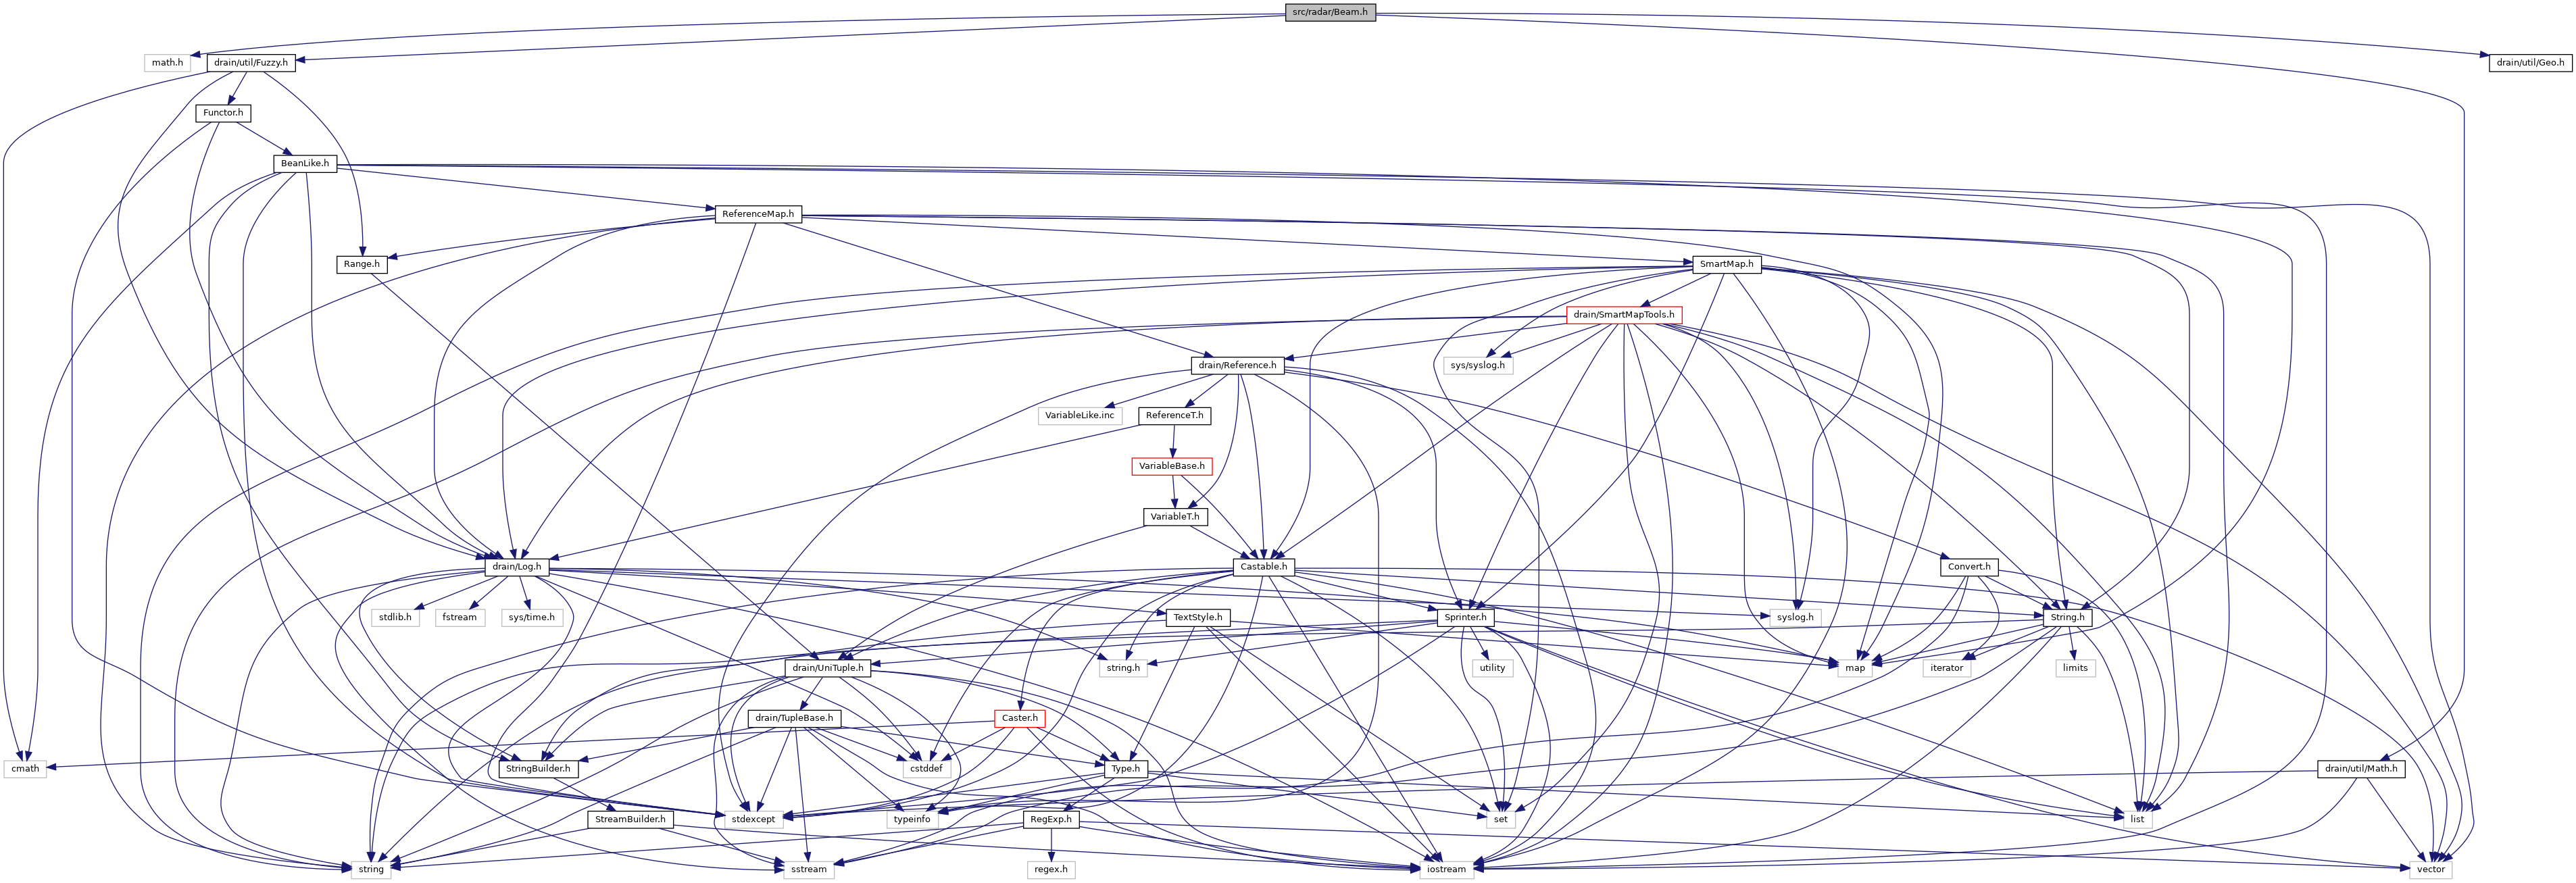 src/radar/Beam.h
math.h
drain/util/Fuzzy.h
drain/util/Geo.h
Functor.h
BeanLike.h
ReferenceMap.h
Range.h
SmartMap.h
drain/SmartMapTools.h
drain/Reference.h
sys/syslog.h
VariableLike.inc
ReferenceT.h
VariableBase.h
VariableT.h
drain/Log.h
Castable.h
Convert.h
stdlib.h
fstream
sys/time.h
TextStyle.h
Sprinter.h
syslog.h
String.h
drain/UniTuple.h
string.h
utility
map
iterator
limits
drain/TupleBase.h
Caster.h
cmath
StringBuilder.h
cstddef
Type.h
drain/util/Math.h
stdexcept
StreamBuilder.h
typeinfo
RegExp.h
set
list
string
sstream
regex.h
iostream
vector